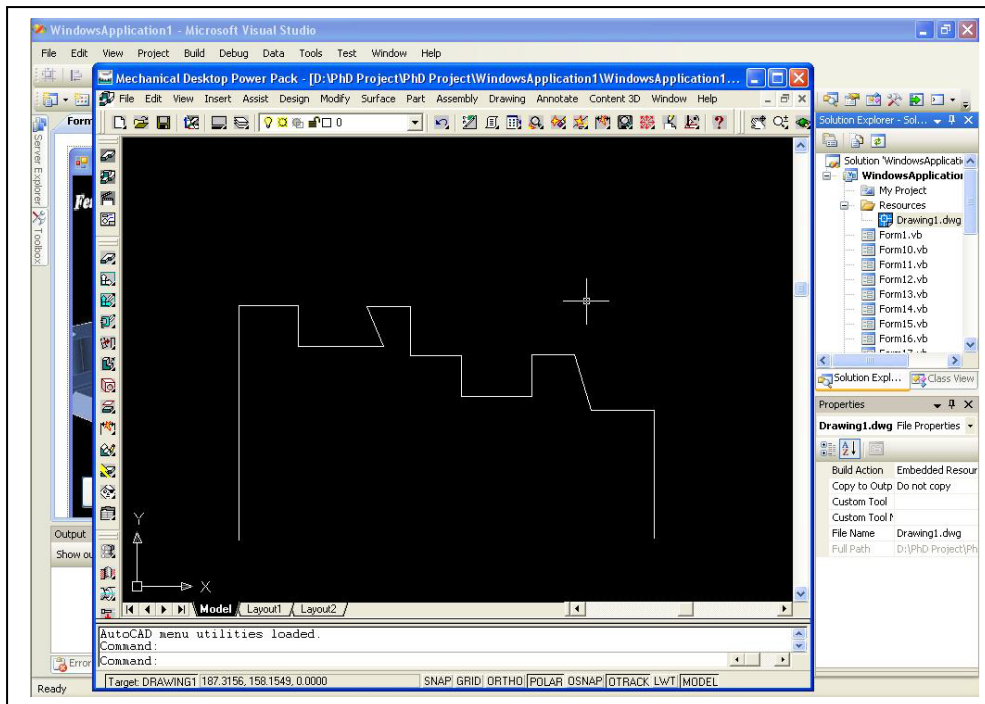 WindowsApplication1 - Microsoft Visual Studio
File Edit View Project Build Debug Data Tools Test Window Help
Mechanical Desktop Power Pack - [D:\PhD Project\PhD Project\WindowsApplication1\WindowsApplication1...
File Edit View Insert Assist Design Modify Surface Part Assembly Drawing Annotate Content 3D Window Help
0
Form
Server Explorer
Toolbox
Fe
Solution Explorer - Sol...
Solution 'WindowsApplicati
WindowsApplication
My Project
Resources
Drawing1.dwg
Form1.vb
Form10.vb
Form11.vb
Form12.vb
Form13.vb
Form14.vb
Form15.vb
Form16.vb
Solution Expl... Class View
Properties
Drawing1.dwg File Properties
Build Action Embedded Resour
Copy to Outp Do not copy
Custom Tool
Custom Tool N
File Name Drawing1.dwg
Full Path D:\PhD Project\Ph
Y
X
Output
Show ou
Model Layout1 Layout2
AutoCAD menu utilities loaded.
Command:
Command:
Error
Target: DRAWING1 187.3156, 158.1549, 0.0000 SNAP GRID ORTHO POLAR OSNAP OTRACK LWT MODEL
Ready